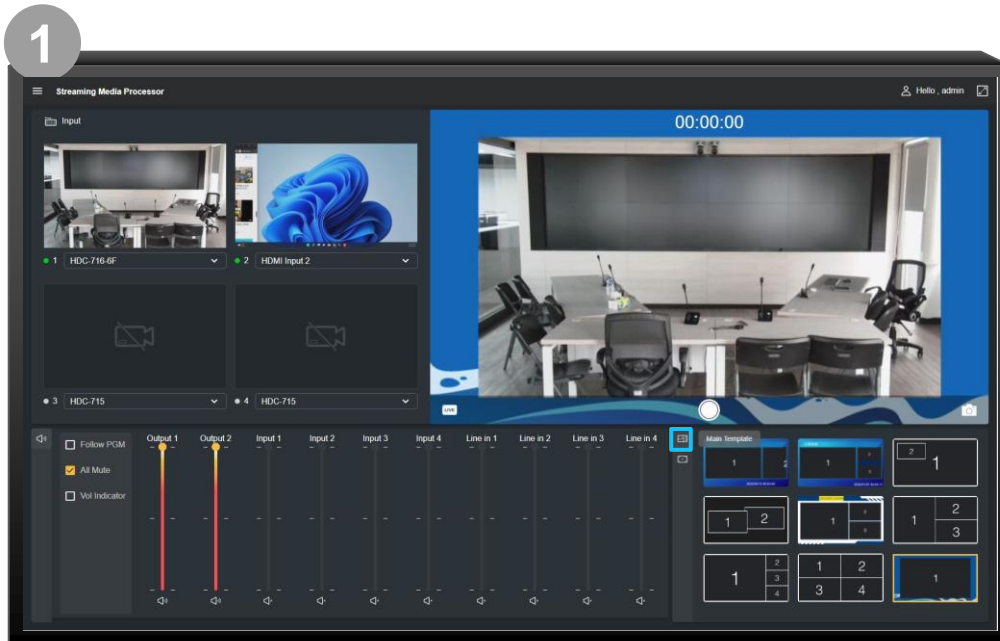 1
Streaming Media Processor
Hello , admin
Input
00:00:00
1 HDC-716-6F
2 HDMI Input 2
3 HDC-715
4 HDC-715
LIVE
Follow PGM
All Mute
Vol Indicator
Output 1 Output 2 Input 1 Input 2 Input 3 Input 4 Line in 1 Line in 2 Line in 3 Line in 4
Main Template
1
1
2 1
1 2
1
1 2 3
1 2 3 4
1 2
3 4
1